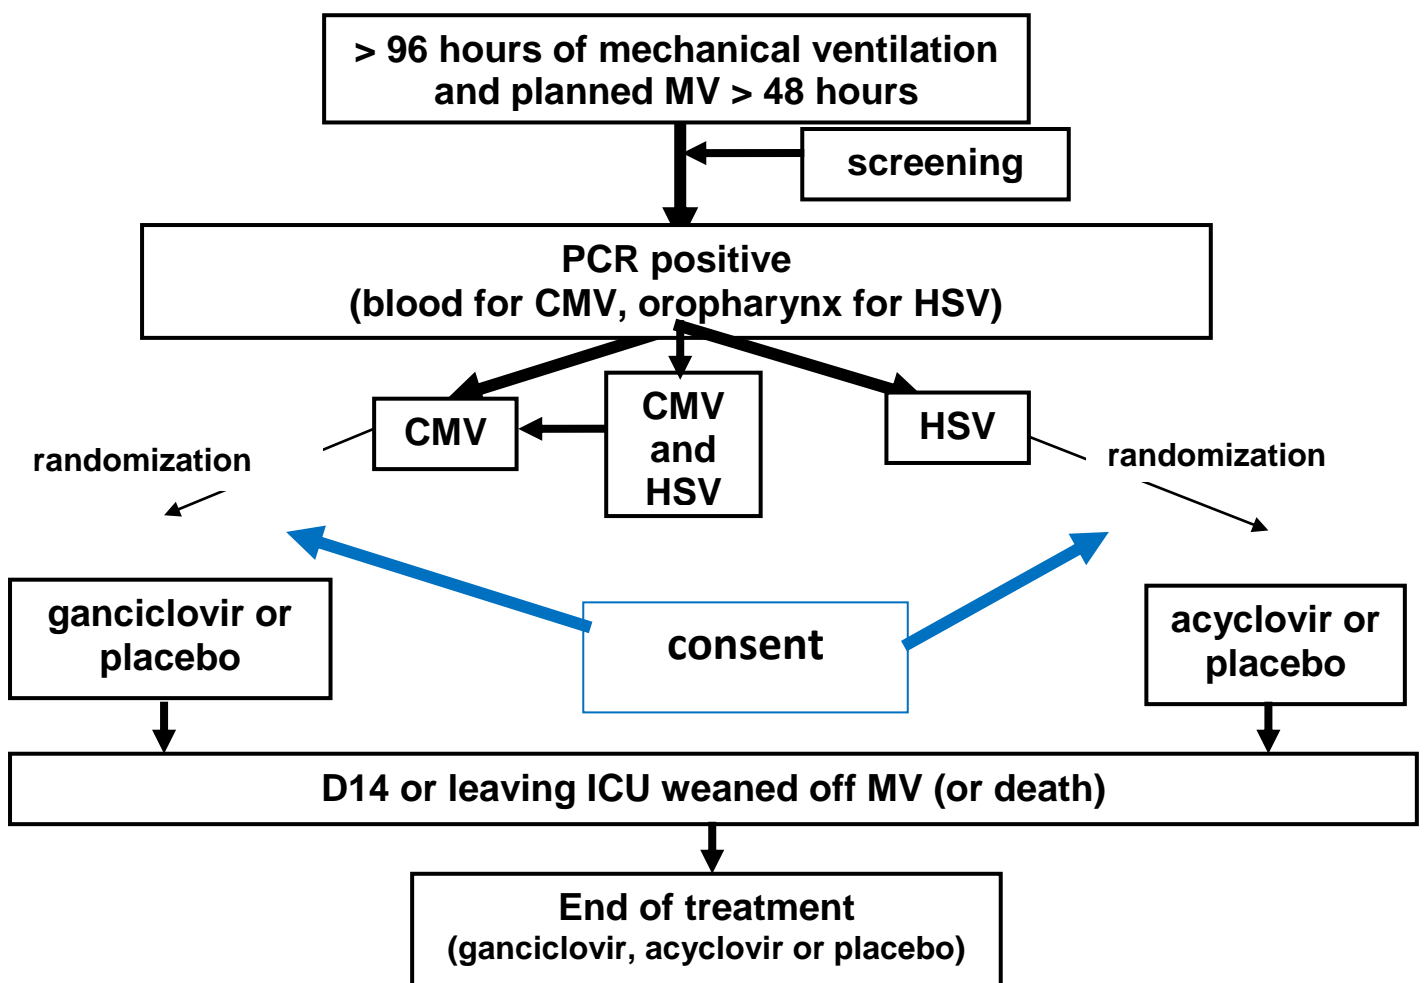 > 96 hours of mechanical ventilation
and planned MV > 48 hours
screening
PCR positive
(blood for CMV, oropharynx for HSV)
CMV
CMV
and
HSV
HSV
randomization
randomization
ganciclovir or
placebo
consent
acyclovir or
placebo
D14 or leaving ICU weaned off MV (or death)
End of treatment
(ganciclovir, acyclovir or placebo)